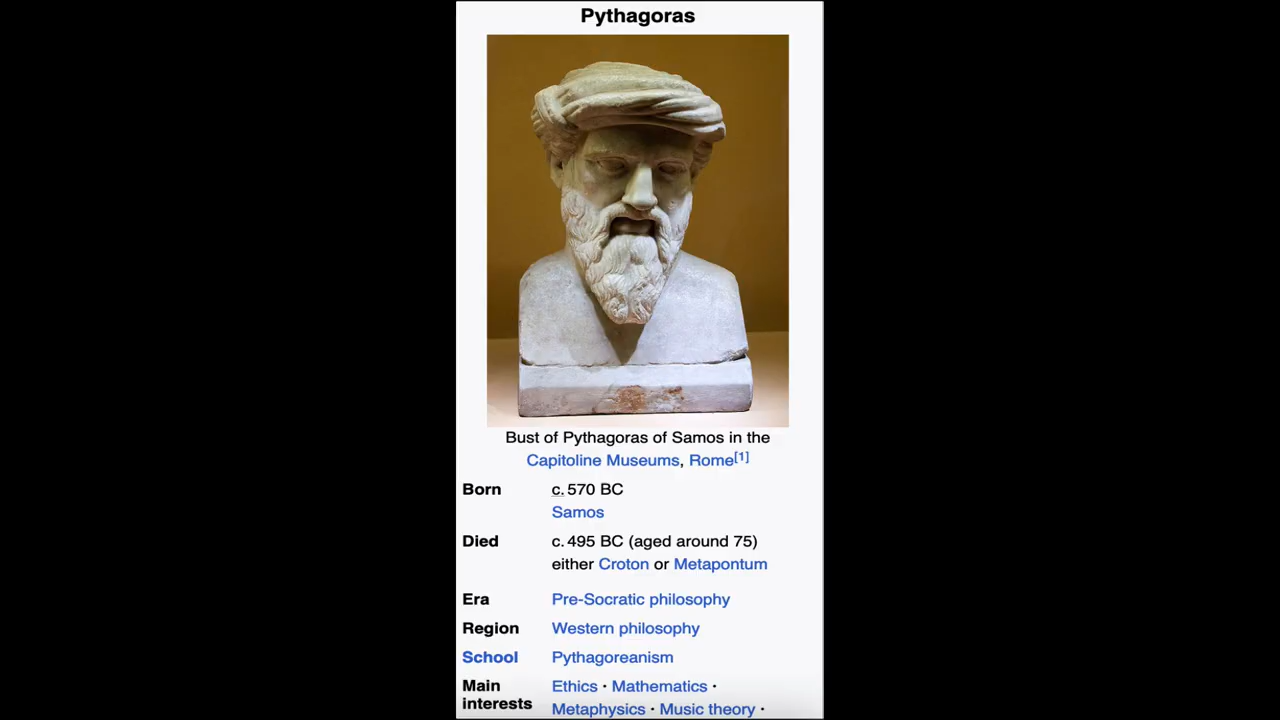 Pythagoras
Bust of Pythagoras of Samos in the
Capitoline Museums, Rome[1]
Born c. 570 BC
Samos
Died c. 495 BC (aged around 75)
either Croton or Metapontum
Era Pre-Socratic philosophy
Region Western philosophy
School Pythagoreanism
Main interests Ethics · Mathematics ·
Metaphysics · Music theory ·